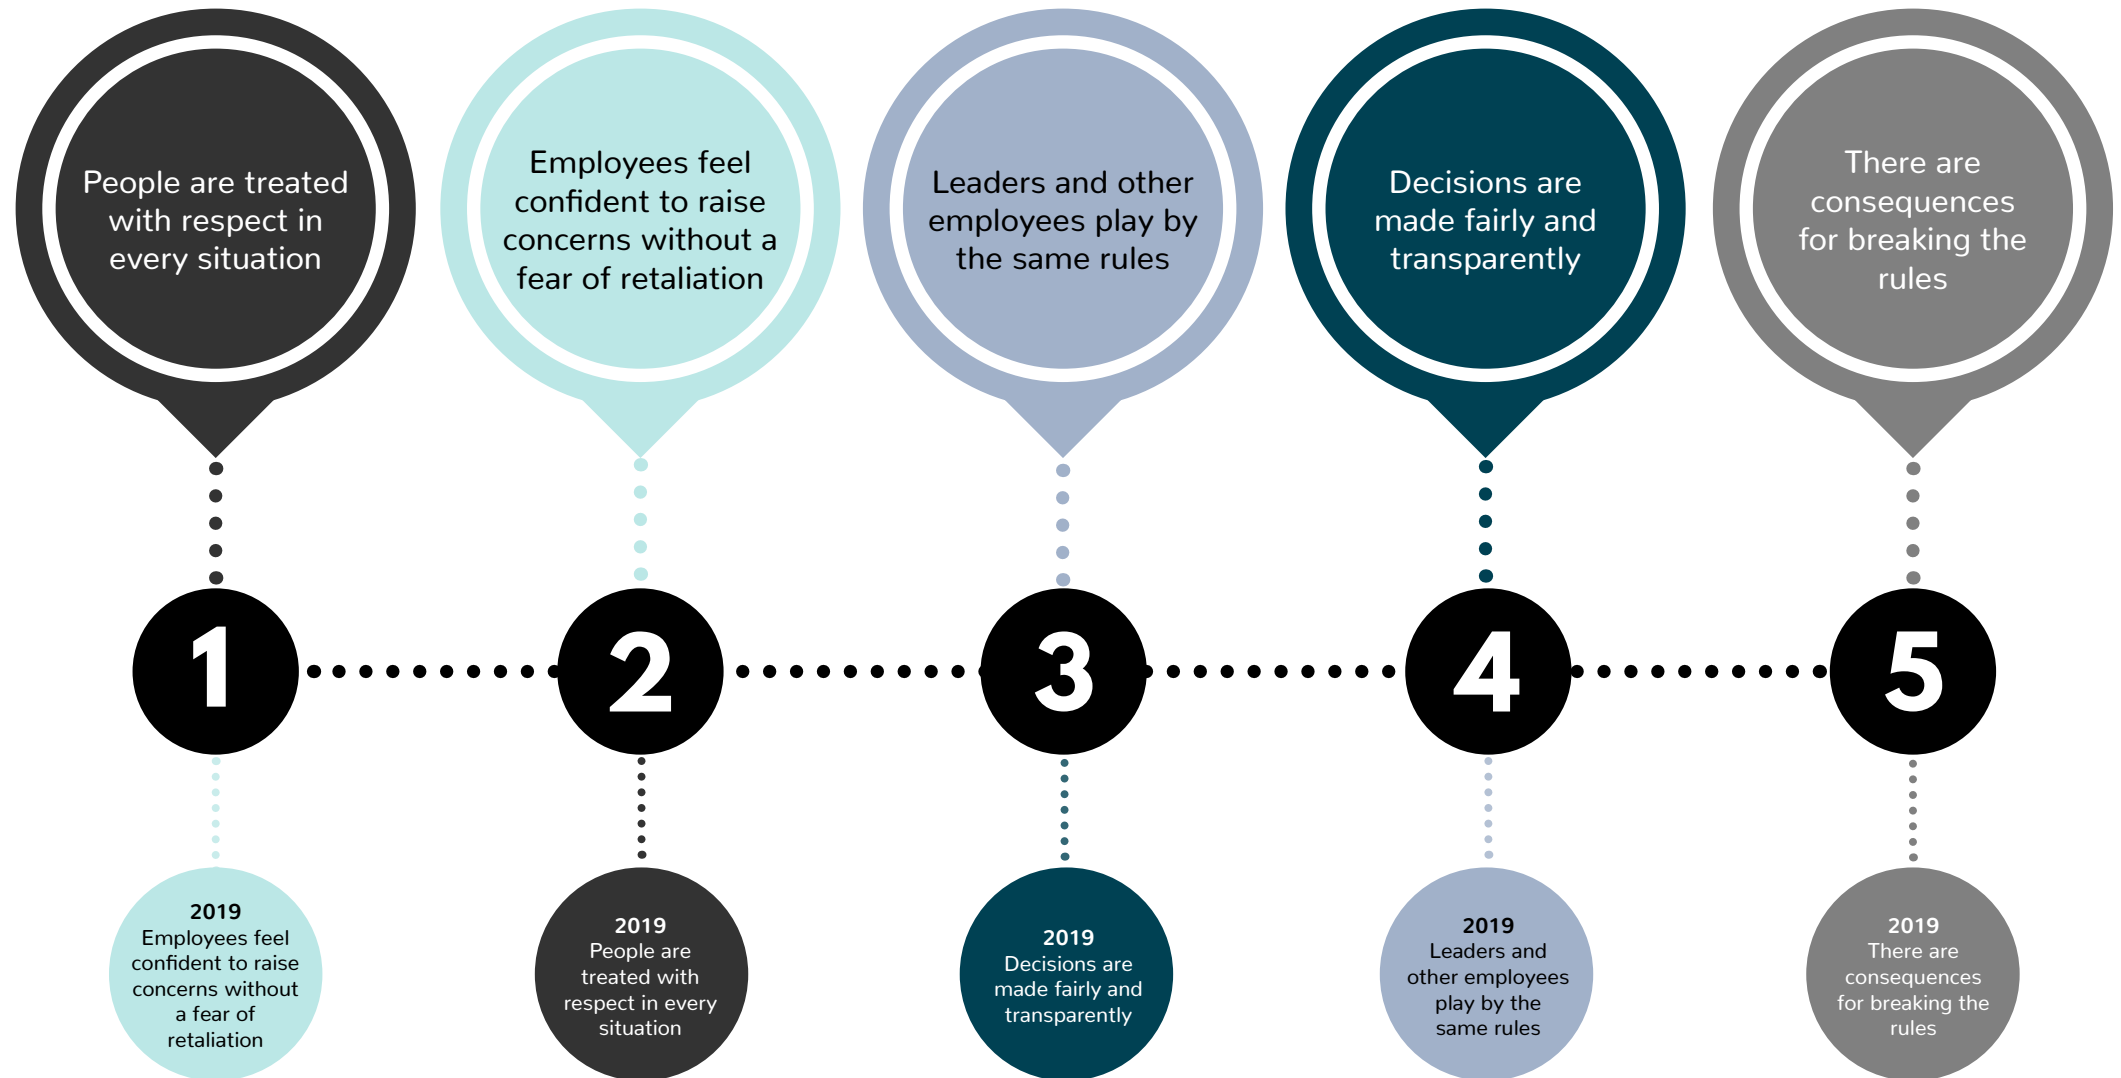 People are treated
with respect in
every situation
Employees feel
confident to raise
concerns without a
fear of retaliation
Leaders and other
employees play by
the same rules
Decisions are
made fairly and
transparently
There are
consequences
for breaking the
rules
1
2
3
4
5
2019
Employees feel
confident to raise
concerns without
a fear of
retaliation
2019
People are
treated with
respect in every
situation
2019
Decisions are
made fairly and
transparently
2019
Leaders and
other employees
play by the
same rules
2019
There are
consequences
for breaking the
rules